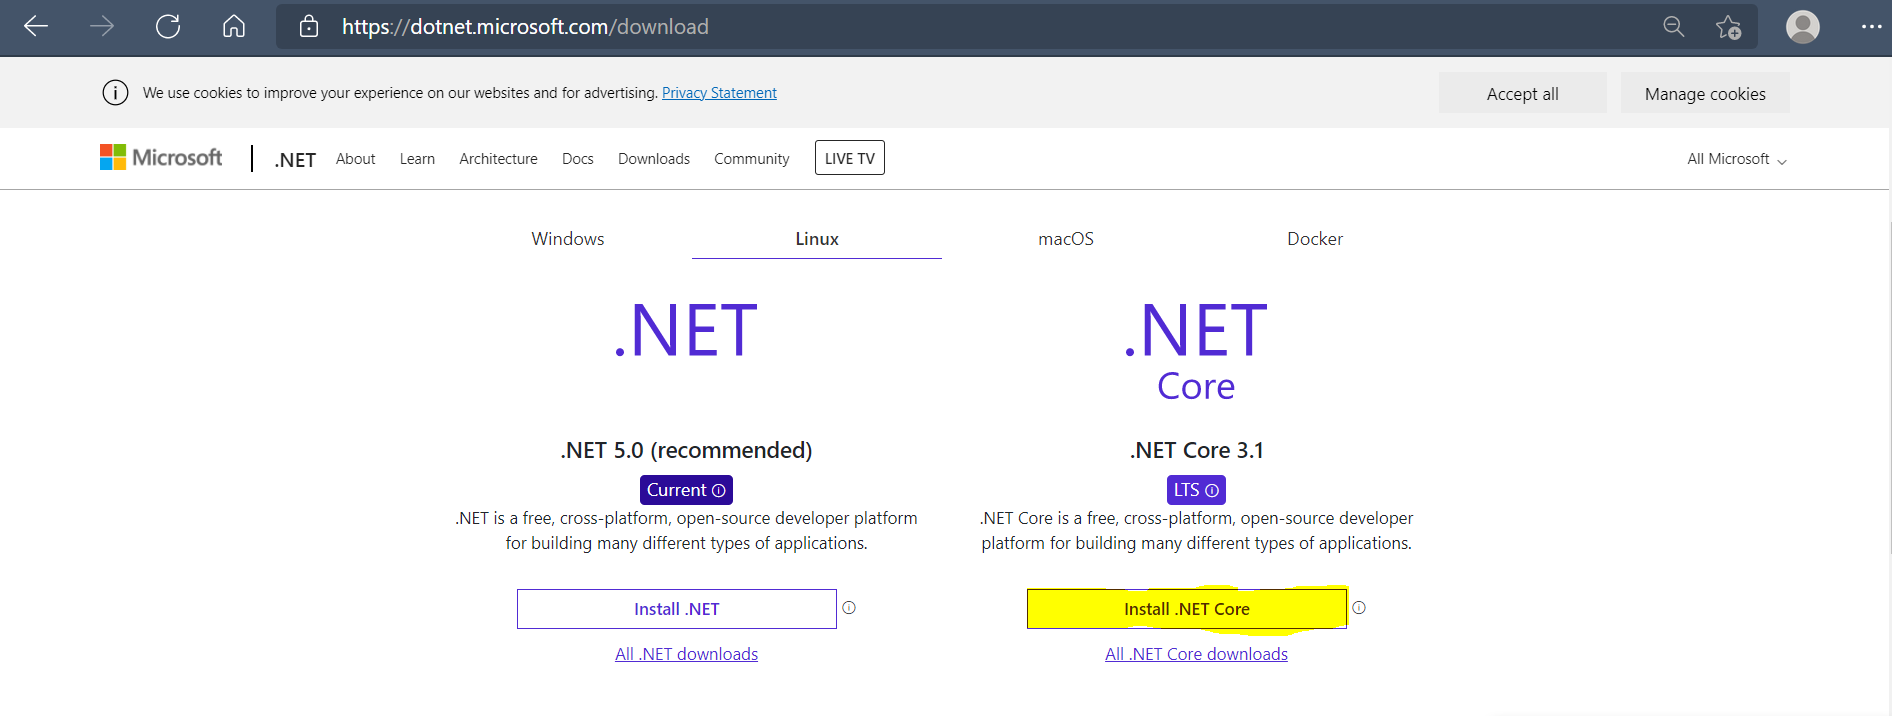 https://dotnet.microsoft.com/download
We use cookies to improve your experience on our websites and for advertising. Privacy Statement
Accept all
Manage cookies
Microsoft
.NET
About
Learn
Architecture
Docs
Downloads
Community
LIVE TV
All Microsoft
Windows
Linux
macOS
Docker
.NET
.NET
Core
.NET 5.0 (recommended)
Current
.NET is a free, cross-platform, open-source developer platform
for building many different types of applications.
Install .NET
All .NET downloads
.NET Core 3.1
LTS
.NET Core is a free, cross-platform, open-source developer
platform for building many different types of applications.
Install .NET Core
All .NET Core downloads